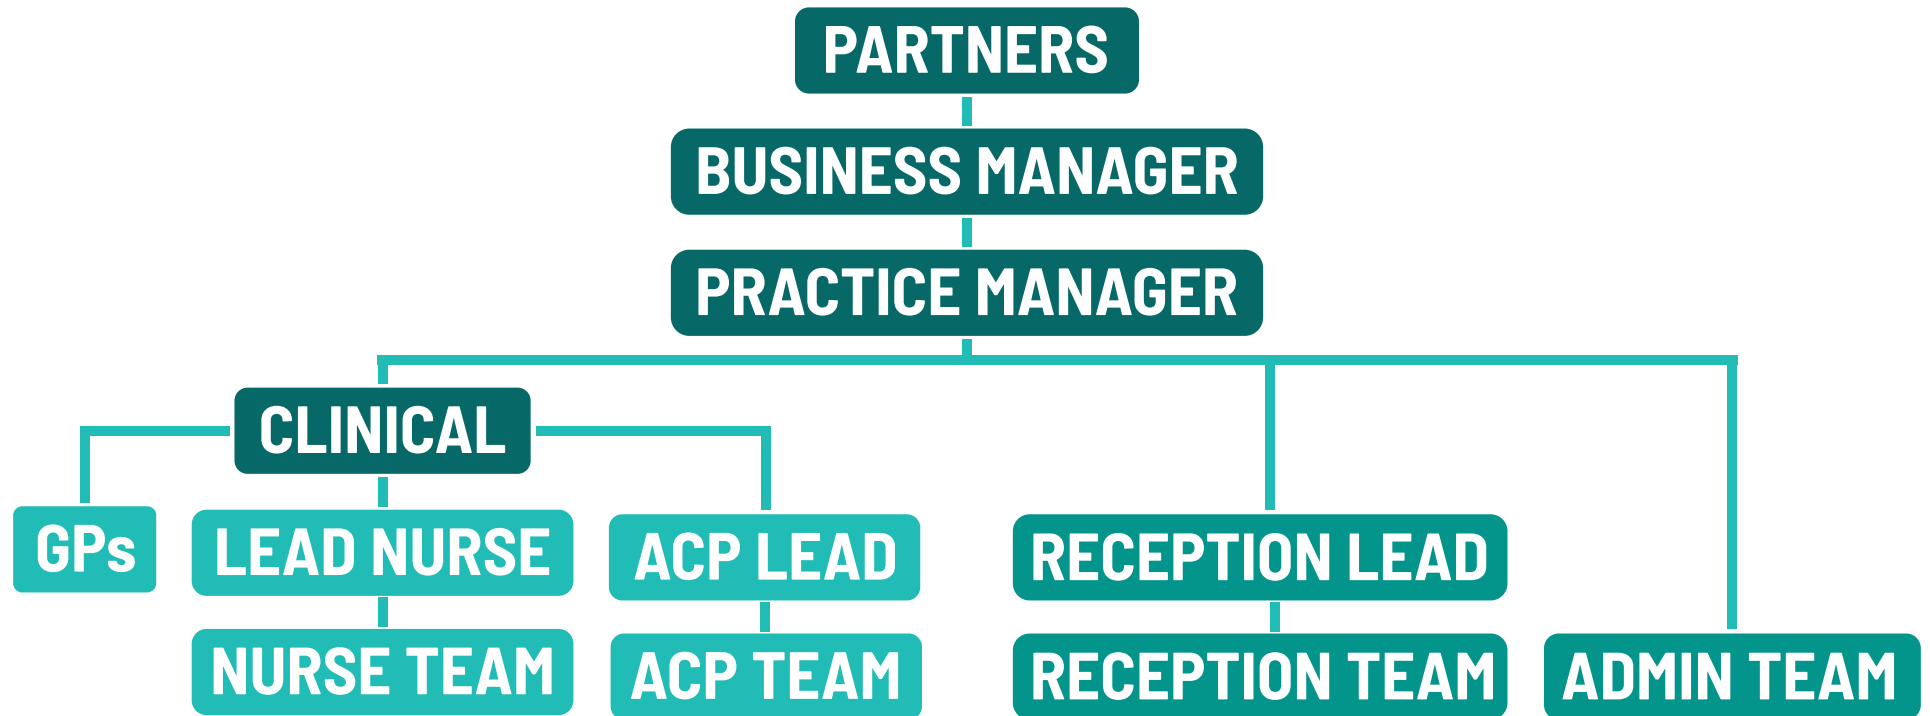 PARTNERS
BUSINESS MANAGER
PRACTICE MANAGER
CLINICAL
GPs
LEAD NURSE
ACP LEAD
RECEPTION LEAD
NURSE TEAM
ACP TEAM
RECEPTION TEAM
ADMIN TEAM